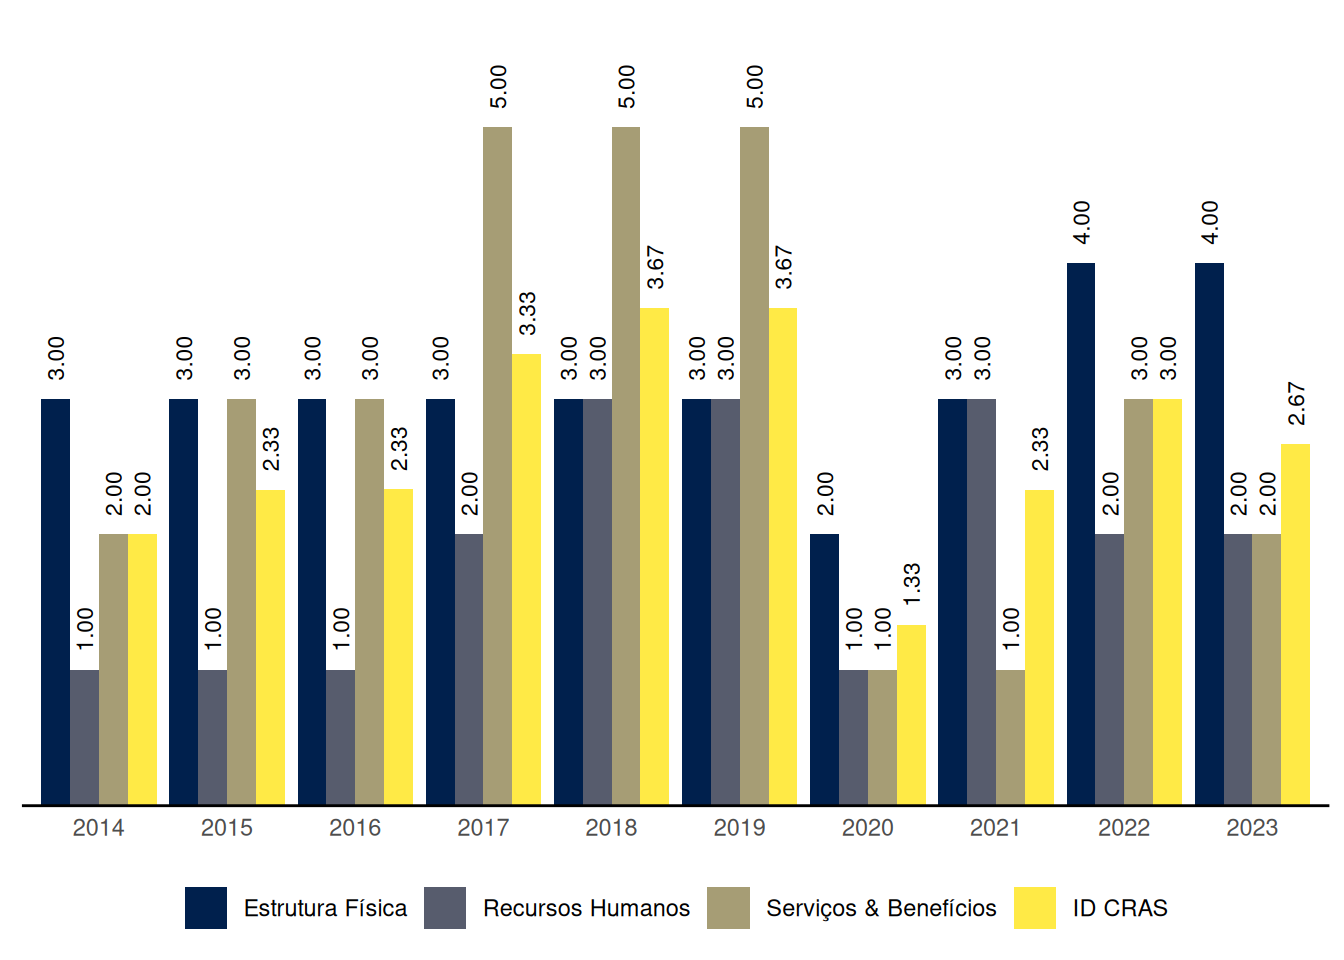 5.00 5.00 5.00
4.00 4.00
3.67 3.67
3.33
3.00 3.00 3.00 3.00 3.00 3.00 3.00 3.00 3.00 3.00 3.00 3.00 3.00
2.67
2.33 2.33 2.33
2.00 2.00 2.00 2.00 2.00 2.00 2.00
1.33
1.00 1.00 1.00 1.00 1.00 1.00
2014 2015 2016 2017 2018 2019 2020 2021 2022 2023
Estrutura Física Recursos Humanos Serviços & Benefícios ID CRAS